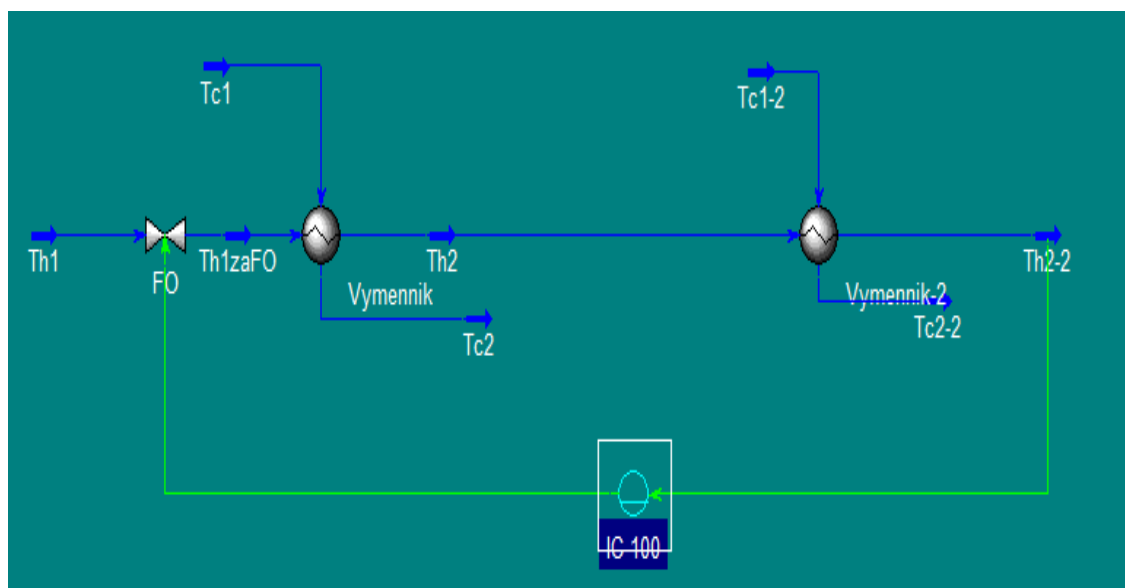 Tc1
Tc1-2
Th1
FO
Th1zaFO
Th2
Th2-2
Vymennik
Vymennik-2
Tc2
Tc2-2
IC 100